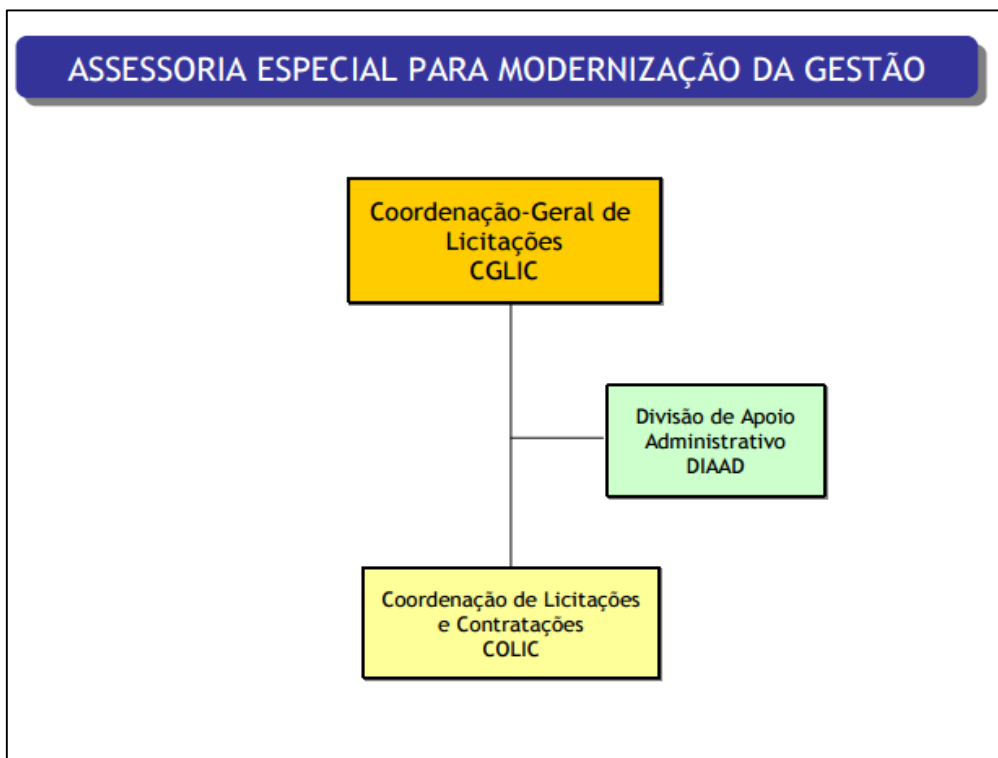 ASSESSORIA ESPECIAL PARA MODERNIZAÇÃO DA GESTÃO
Coordenação-Geral de
Licitações
CGLIC
Divisão de Apoio
Administrativo
DIAAD
Coordenação de Licitações
e Contratações
COLIC